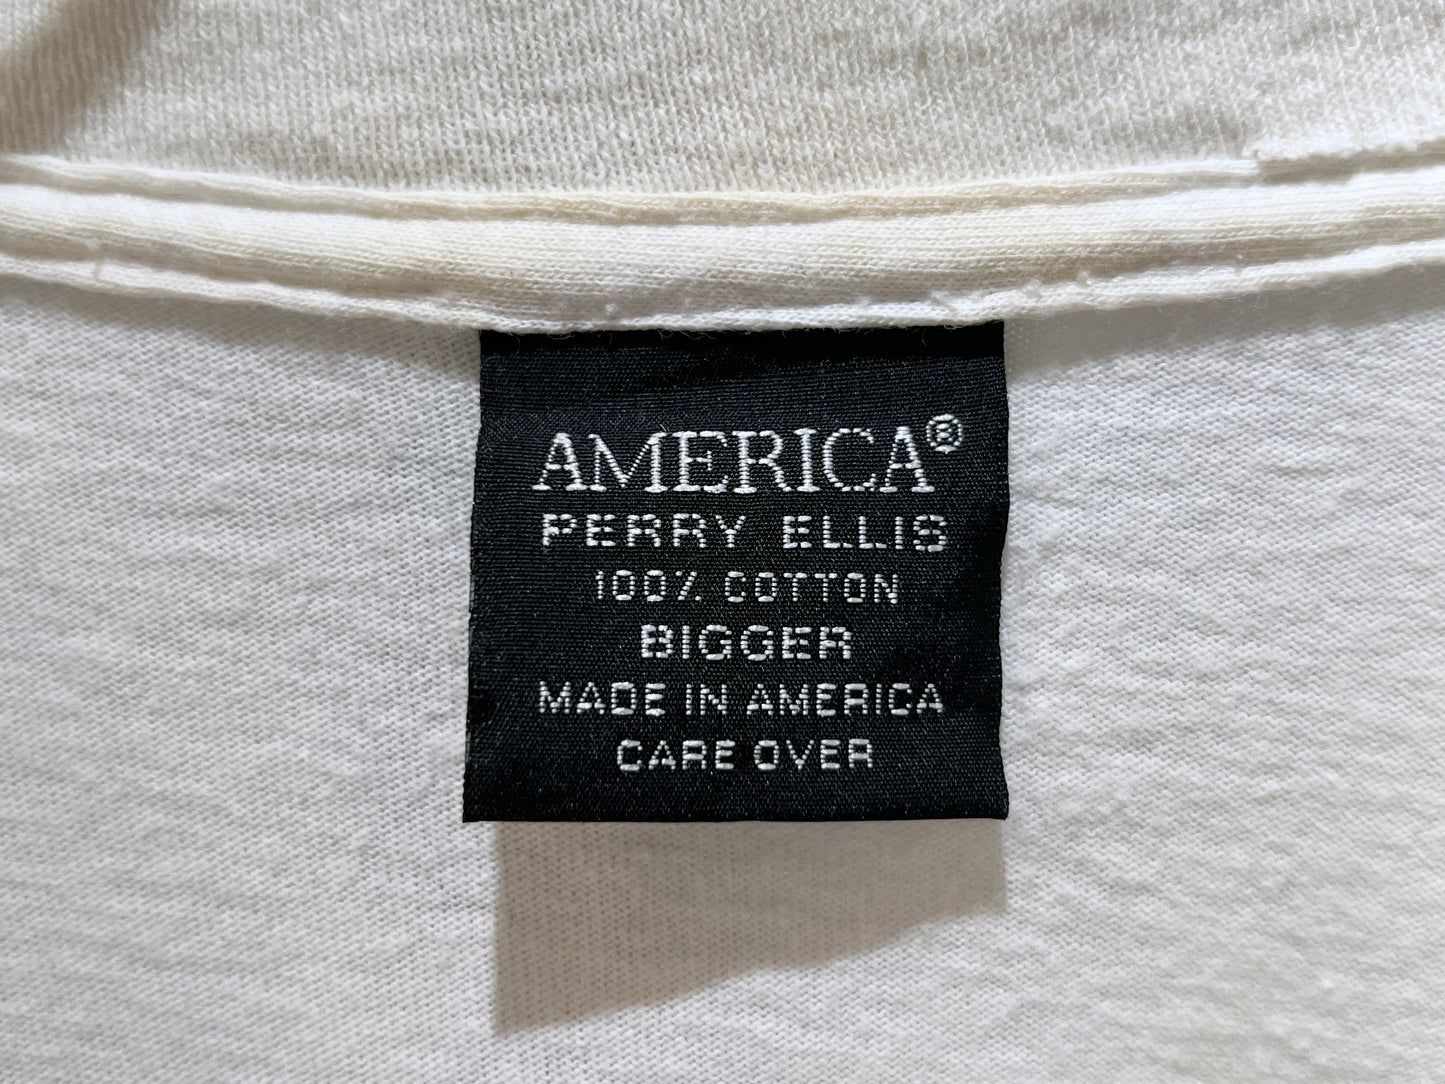 AMERICA®
PERRY ELLIS
100% COTTON
BIGGER
MADE IN AMERICA
CARE OVER